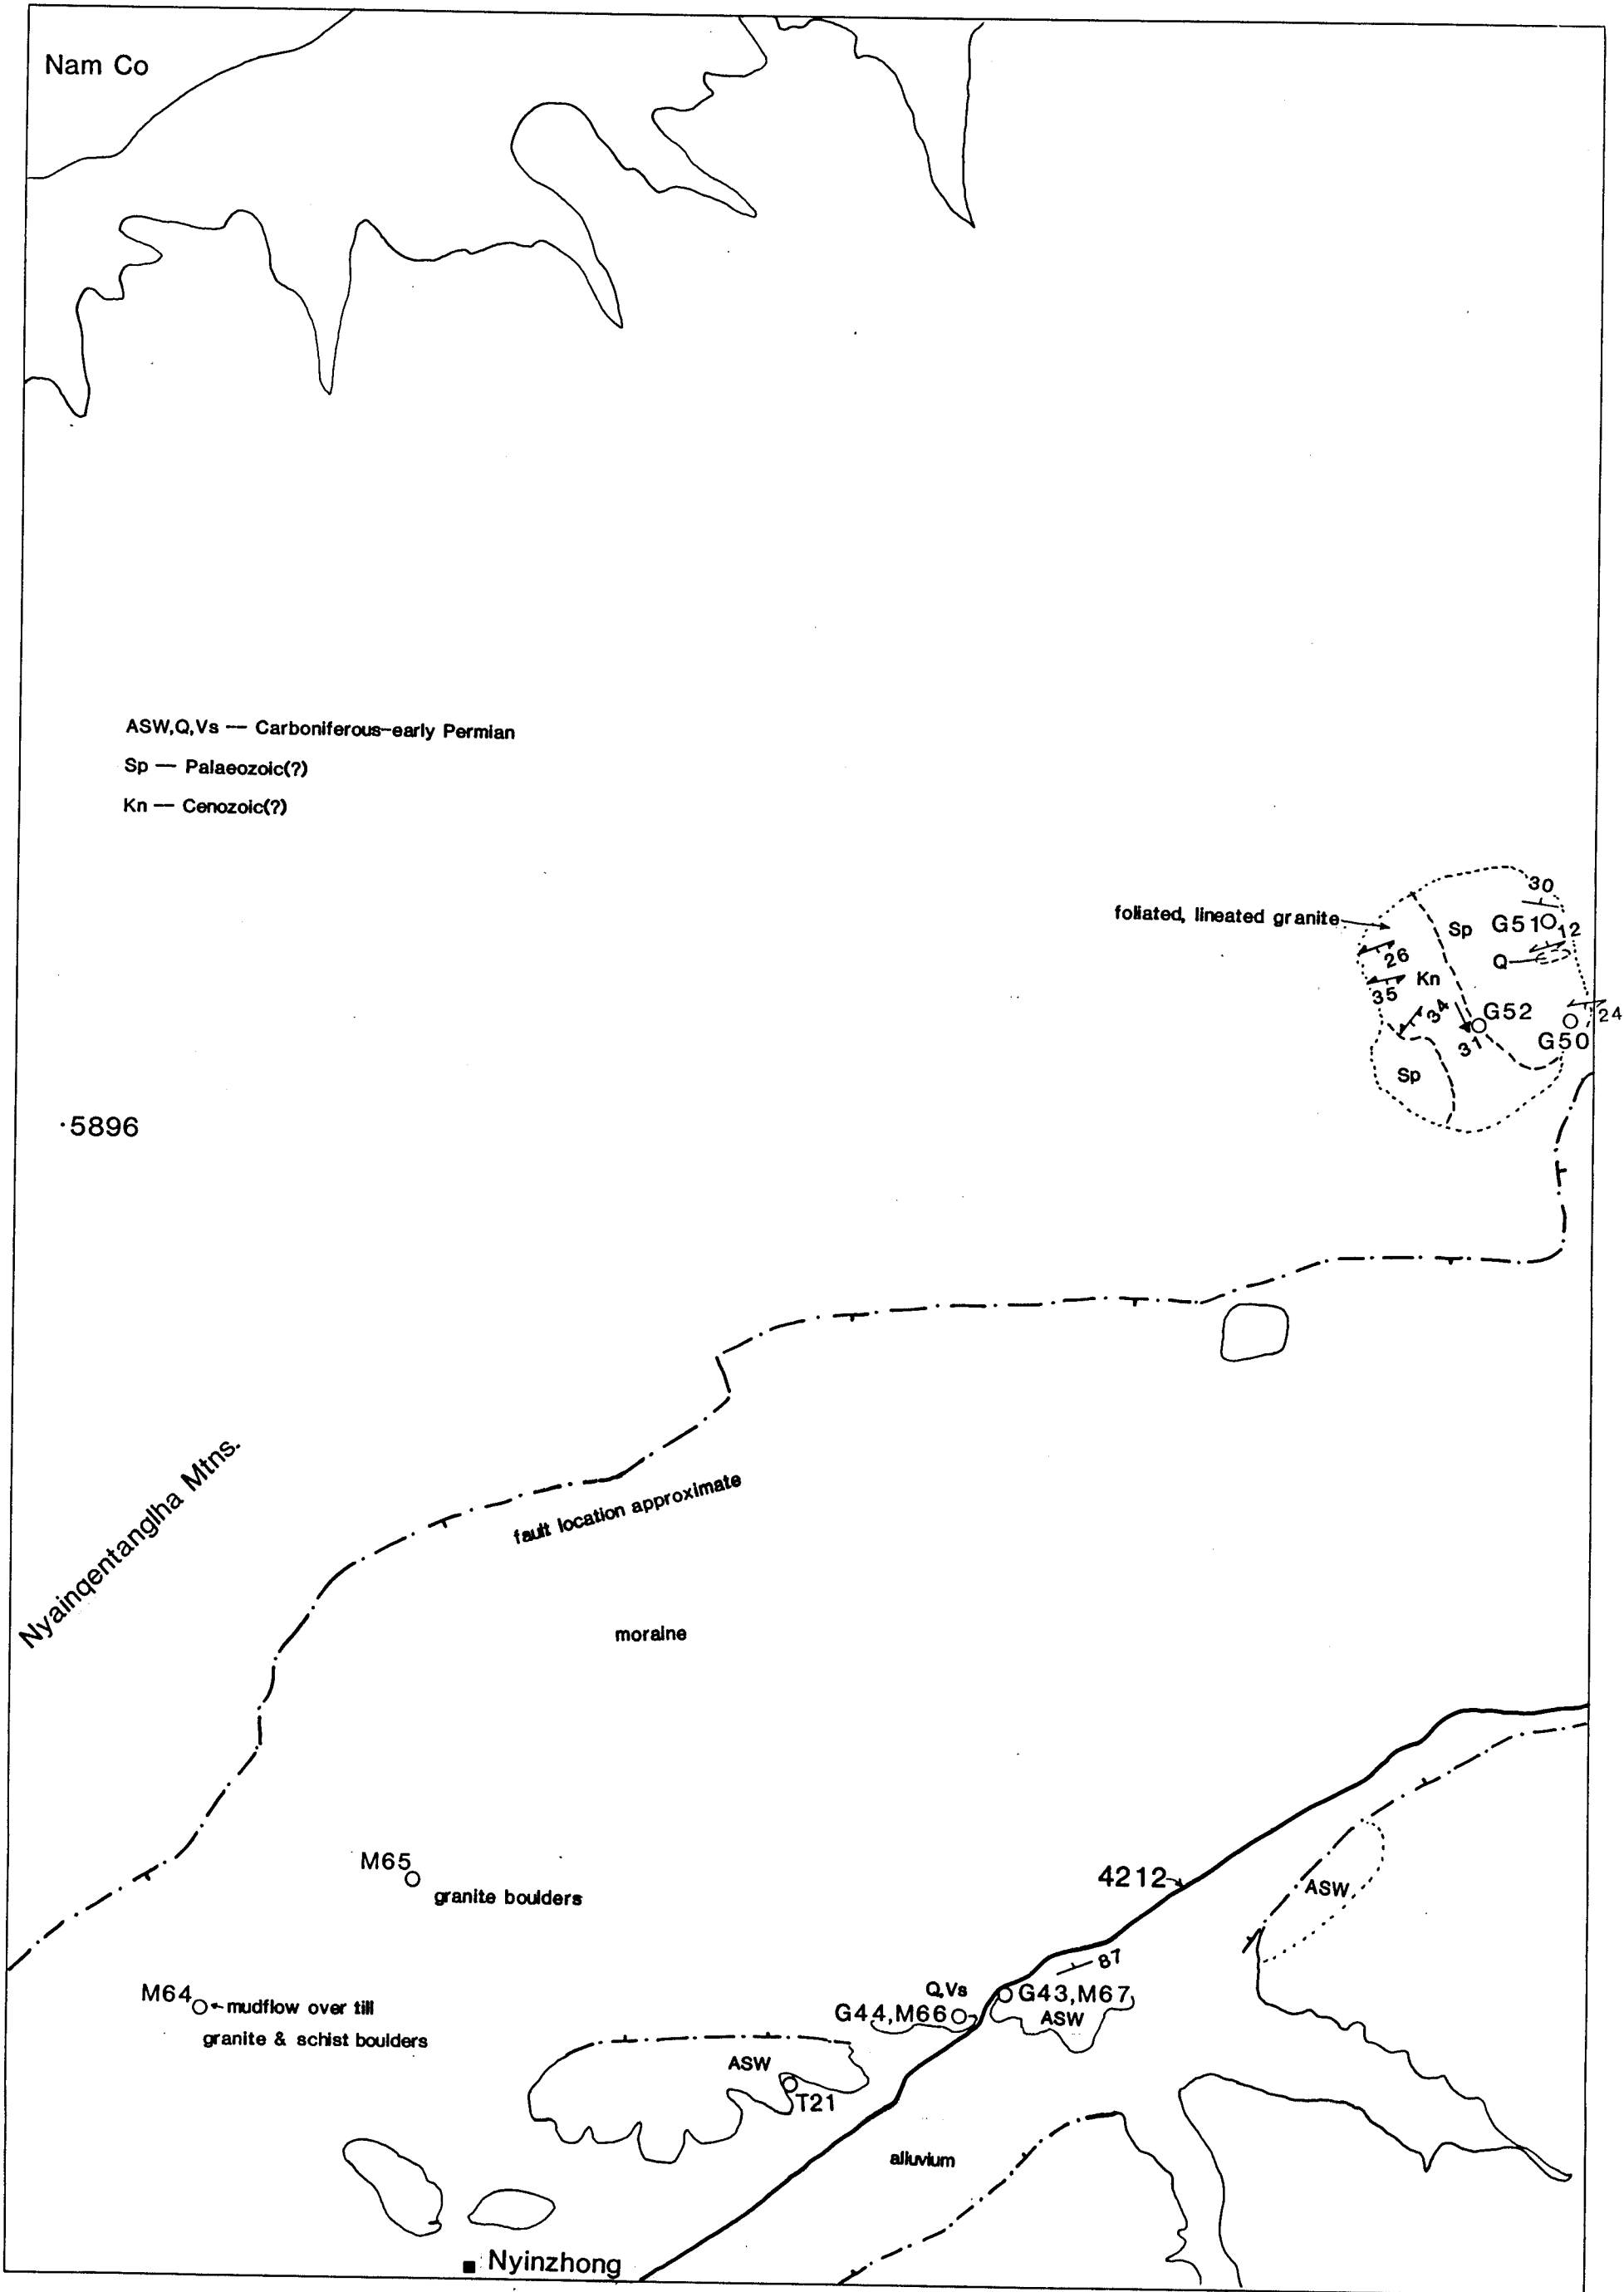 Nam Co
ASW,Q,Vs — Carboniferous-early Permian
Sp — Palaeozoic(?)
Kn — Cenozoic(?)
30
foliated, lineated granite
Sp
G51
12
26
Q
Kn
35
34
G52
24
31
G50
Sp
·5896
Nyainqentanglha Mtns.
fault location approximate
moraine
M65
granite boulders
4212
ASW
87
M64
mudflow over till
granite & schist boulders
Q,Vs
G44,M66
G43,M67
ASW
ASW
T21
alluvium
Nyinzhong